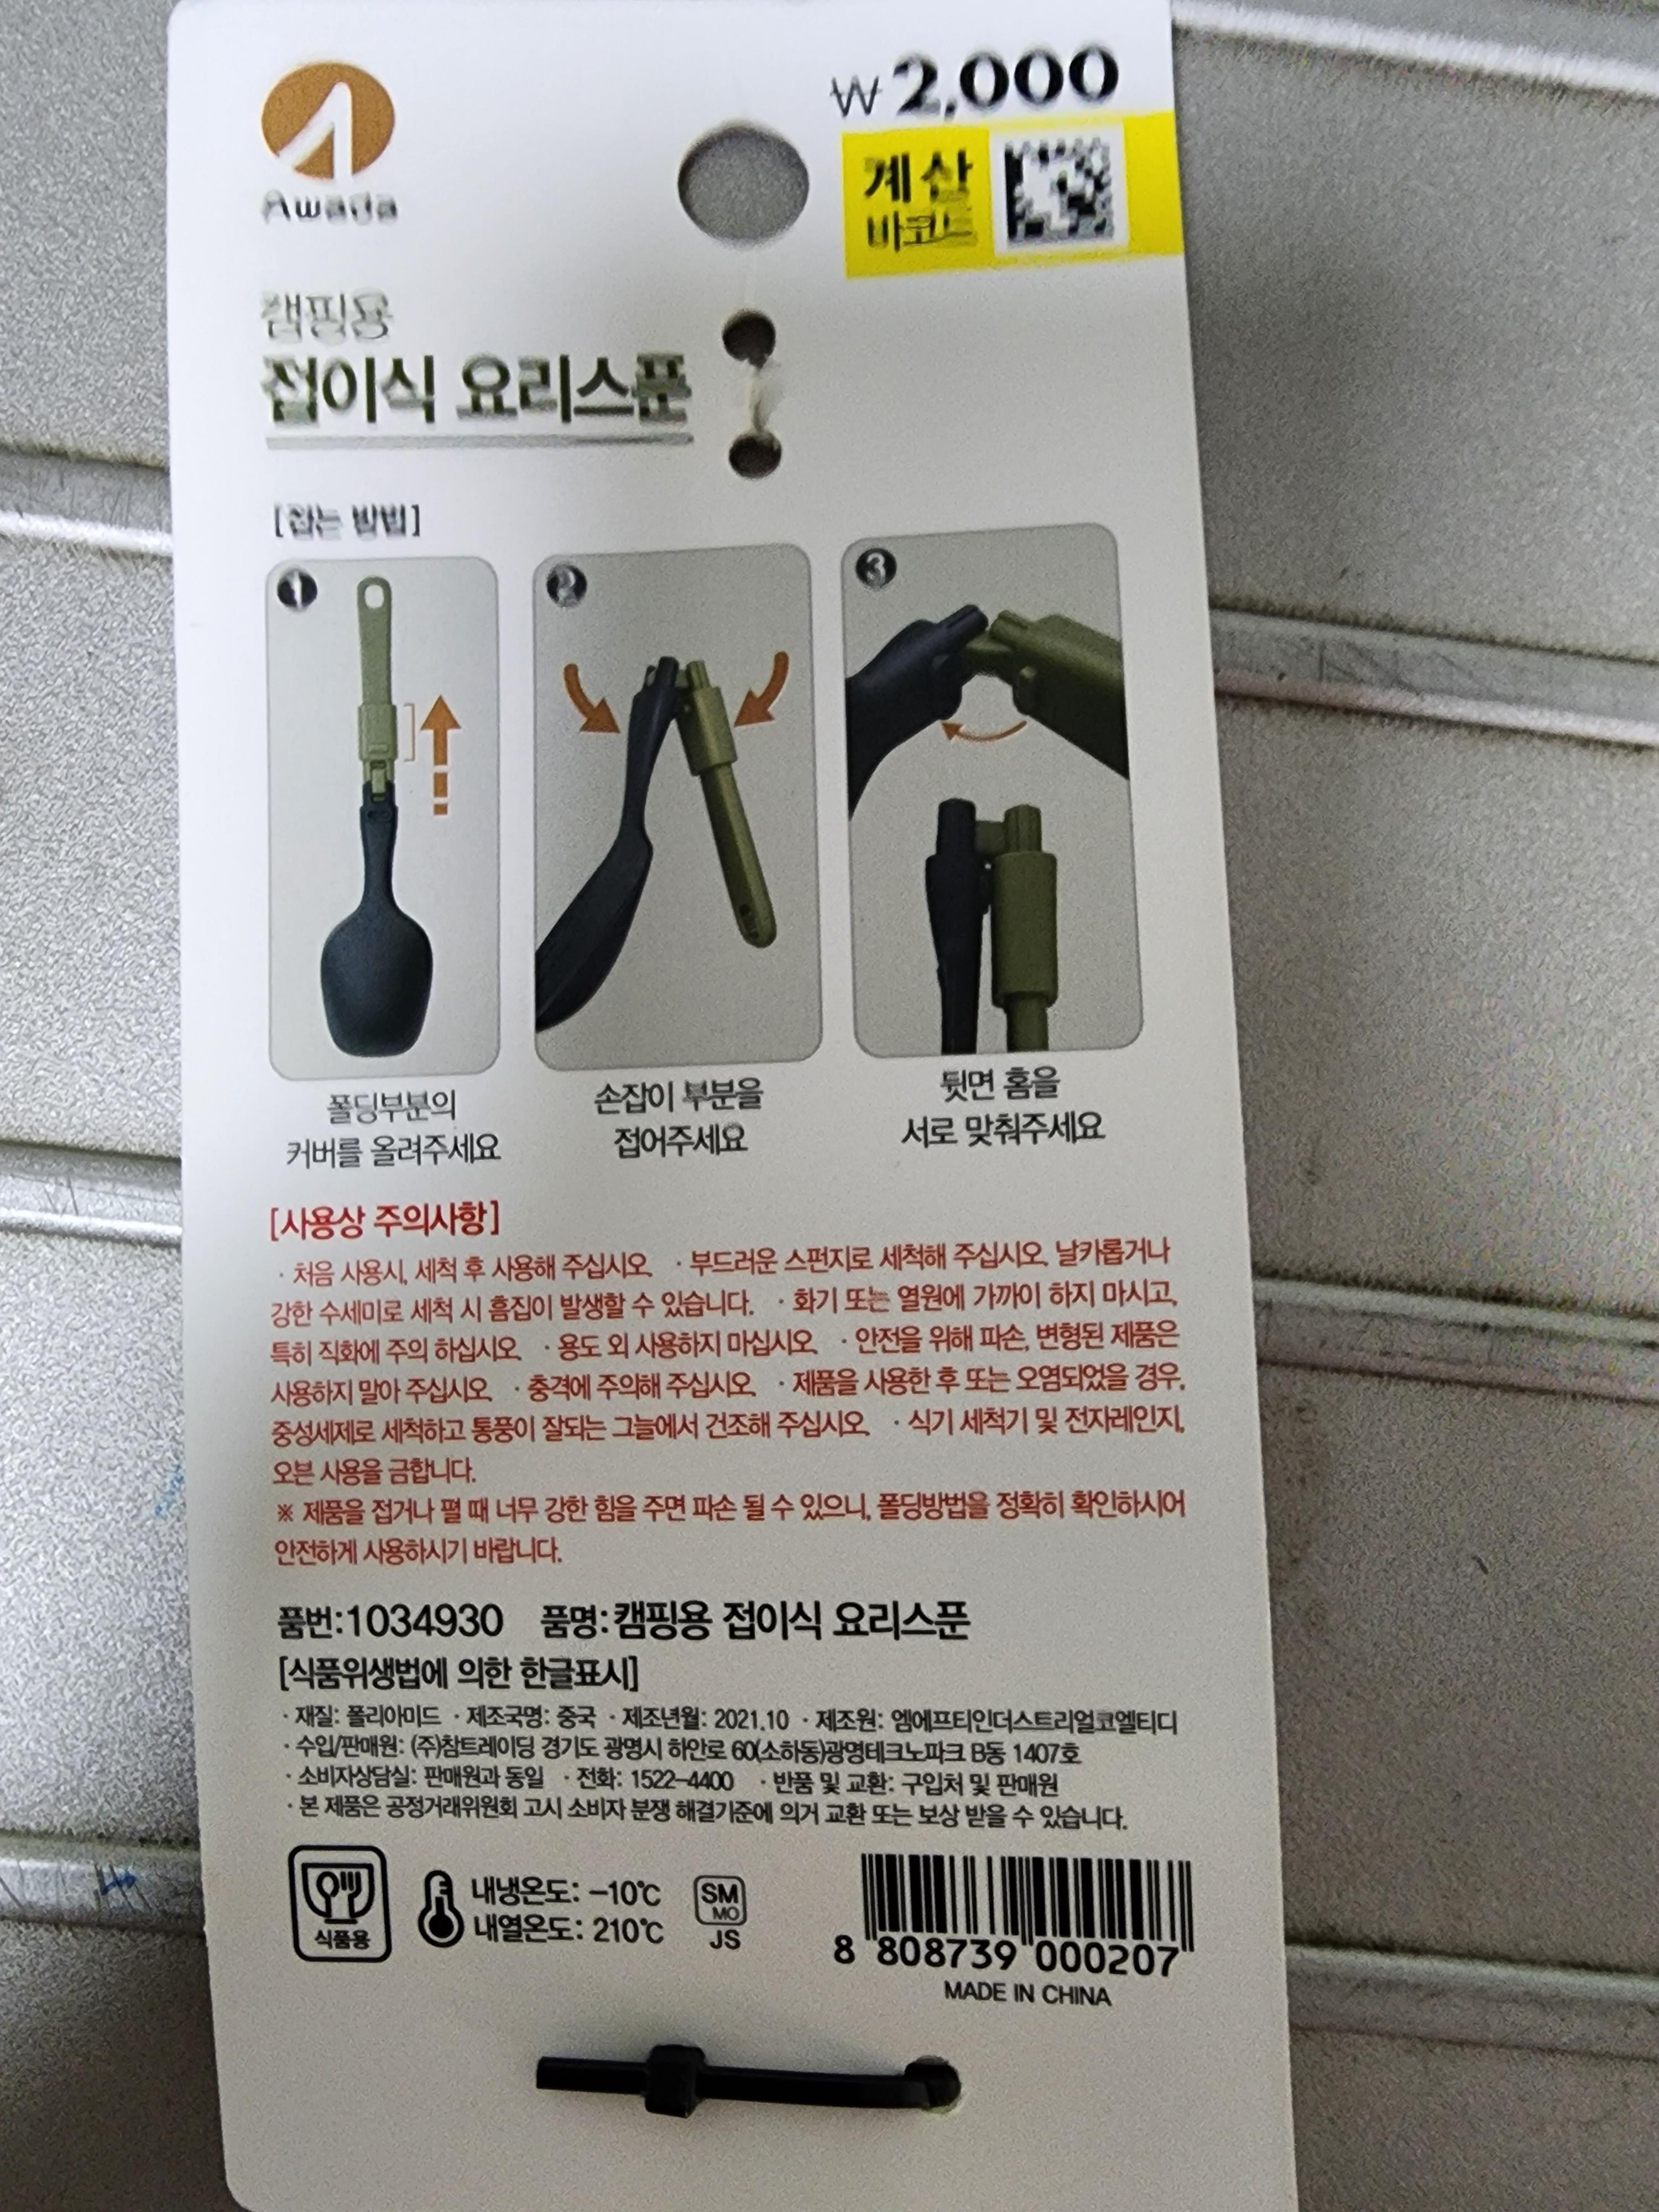 Awada
₩2,000
계산
바코드
캠핑용
접이식 요리스푼
[접는 방법]
1
2
3
폴딩부분의
커버를 올려주세요
손잡이 부분을
접어주세요
뒷면 홈을
서로 맞춰주세요
[사용상 주의사항]
· 처음 사용시, 세척 후 사용해 주십시오. · 부드러운 스펀지로 세척해 주십시오. 날카롭거나
강한 수세미로 세척 시 흠집이 발생할 수 있습니다. · 화기 또는 열원에 가까이 하지 마시고,
특히 직화에 주의 하십시오. · 용도 외 사용하지 마십시오. · 안전을 위해 파손, 변형된 제품은
사용하지 말아 주십시오. · 충격에 주의해 주십시오. · 제품을 사용한 후 또는 오염되었을 경우,
중성세제로 세척하고 통풍이 잘되는 그늘에서 건조해 주십시오. · 식기 세척기 및 전자레인지,
오븐 사용을 금합니다.
※ 제품을 접거나 펼 때 너무 강한 힘을 주면 파손 될 수 있으니, 폴딩방법을 정확히 확인하시어
안전하게 사용하시기 바랍니다.
품번:1034930 품명:캠핑용 접이식 요리스푼
[식품위생법에 의한 한글표시]
· 재질: 폴리아미드 · 제조국명: 중국 · 제조년월: 2021.10 · 제조원: 엠에프티인더스트리얼코엘티디
· 수입/판매원: (주)참트레이딩 경기도 광명시 하안로 60(소하동)광명테크노파크 B동 1407호
· 소비자상담실: 판매원과 동일 · 전화: 1522-4400 · 반품 및 교환: 구입처 및 판매원
· 본 제품은 공정거래위원회 고시 소비자 분쟁 해결기준에 의거 교환 또는 보상 받을 수 있습니다.
식품용
내냉온도: -10℃
내열온도: 210℃
SM
MO
JS
8 808739 000207
MADE IN CHINA